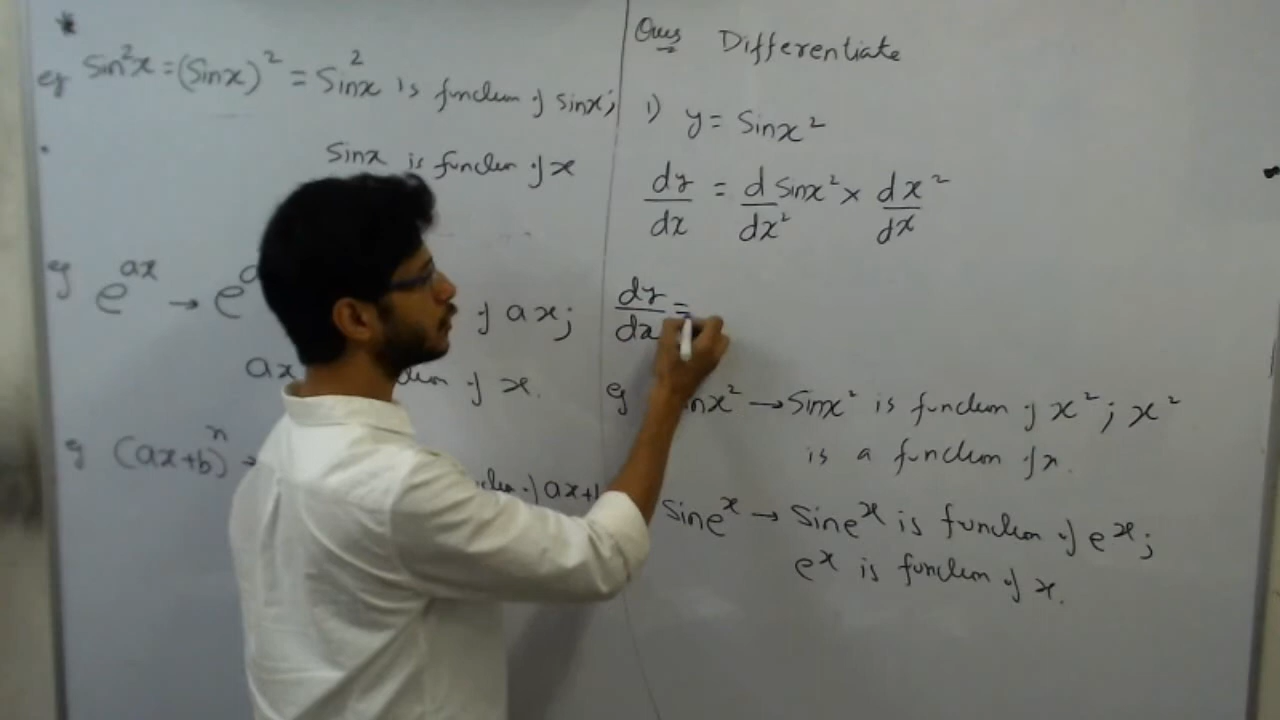 eg Sin²x = (Sinx)² = Sin²x is function of sinx;
Sinx is function of x
eg e^ax → e^a
of ax;
ax
of x.
eg (ax+b)^n →
ax+b
Ques Differentiate
1) y = Sinx²
dy/dx = d/dx² Sinx² × dx²/dx
dy/dx =
eg Sinx² → Sinx² is function of x²; x²
is a function of x.
Sine^x → Sine^x is function of e^x;
e^x is function of x.